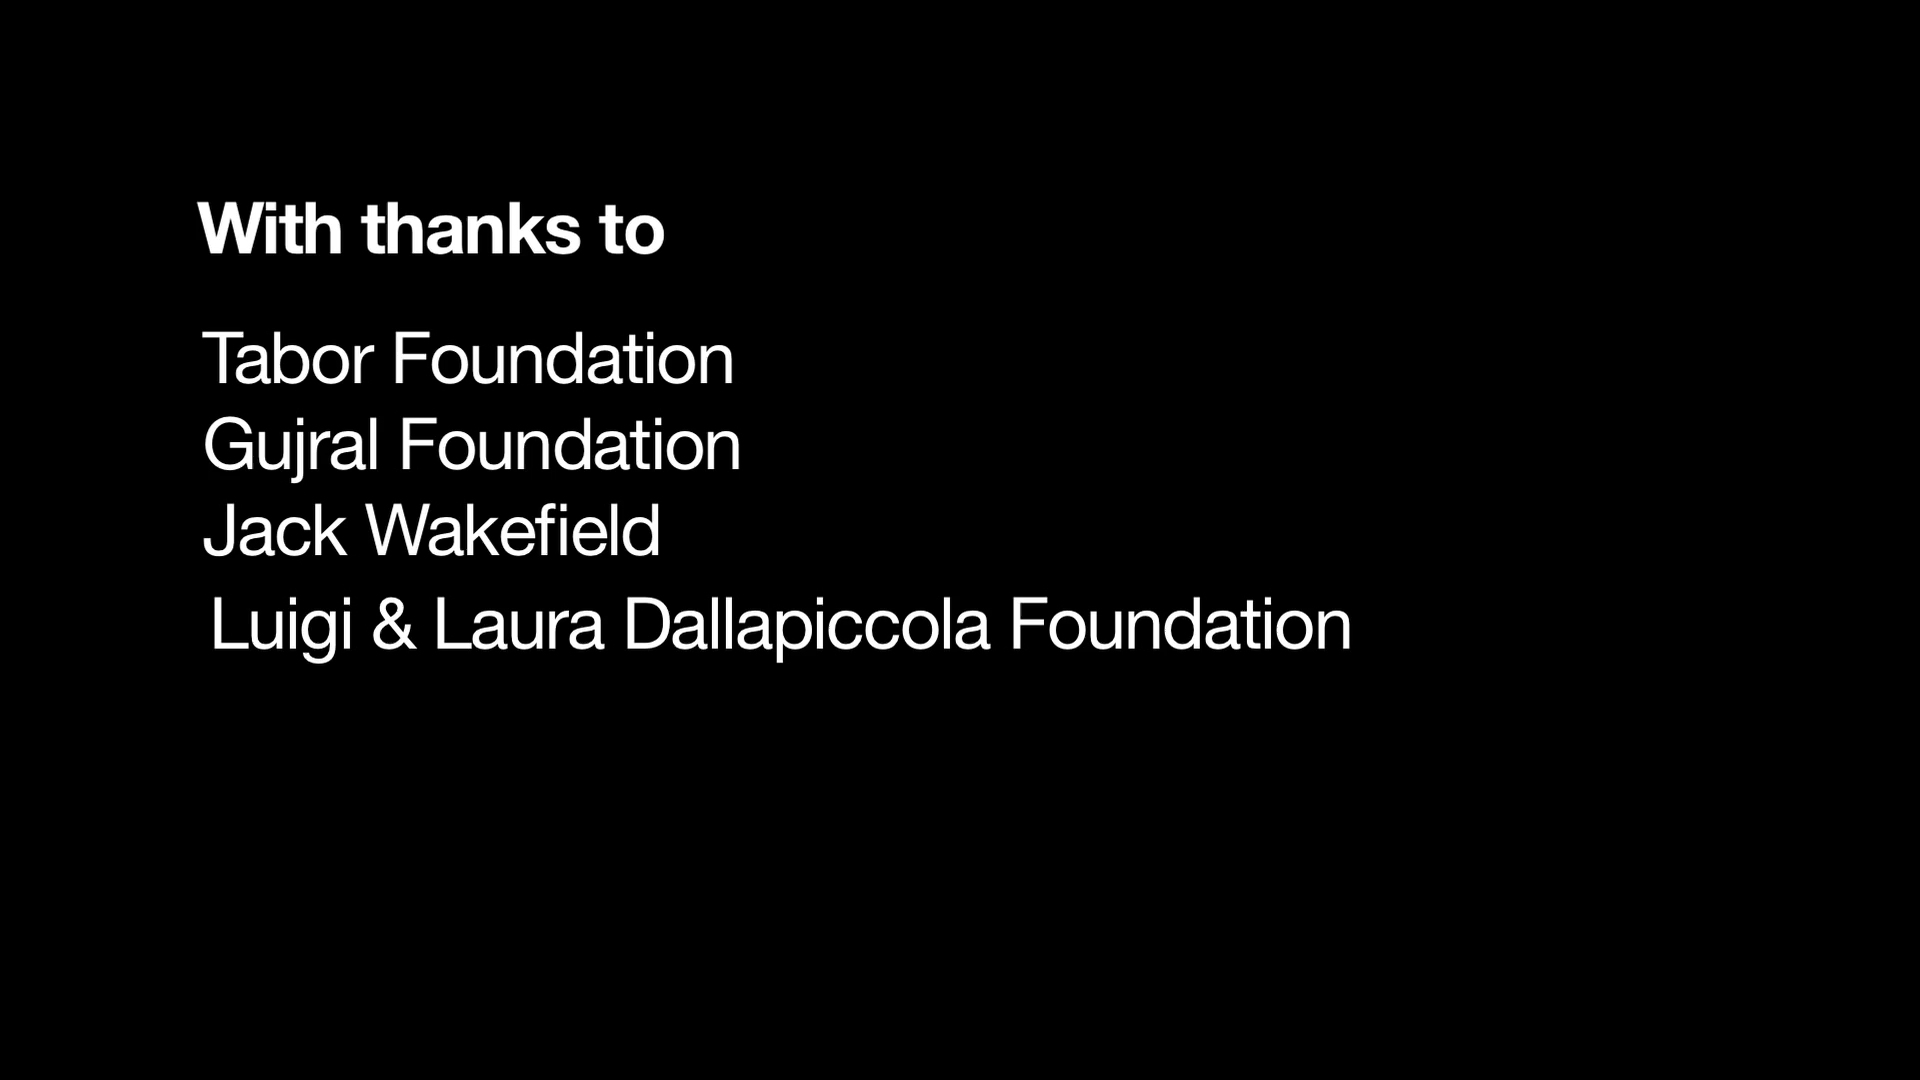 With thanks to
Tabor Foundation
Gujral Foundation
Jack Wakefield
Luigi & Laura Dallapiccola Foundation